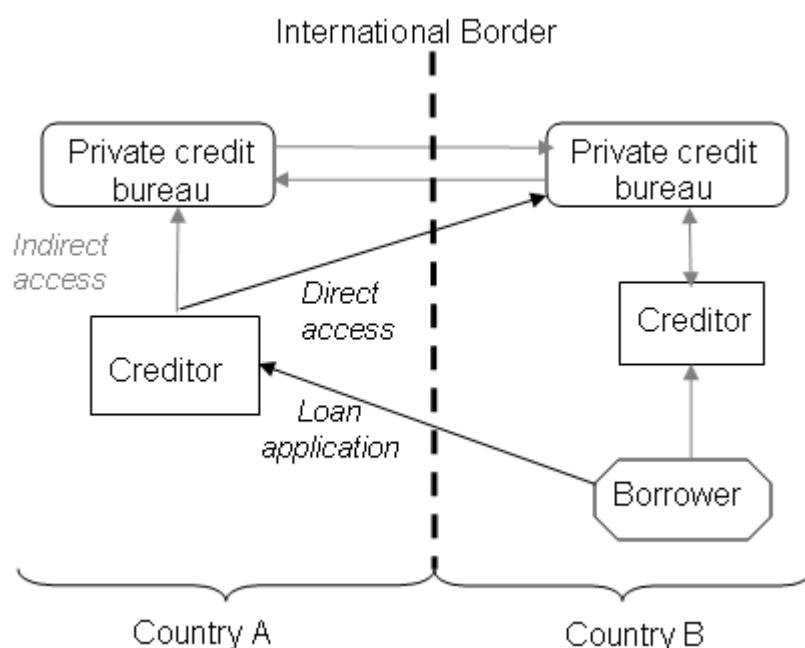 International Border
Private credit
bureau
Private credit
bureau
Indirect
access
Direct
access
Creditor
Creditor
Loan
application
Borrower
Country A
Country B